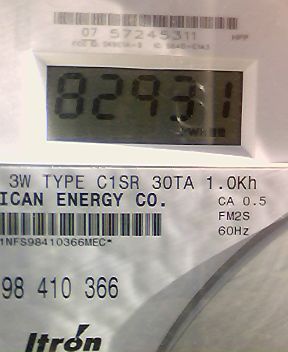 07 57245311
82931
3W TYPE C1SR 30TA 1.0Kh
ICAN ENERGY CO.
CA 0.5
FM2S
60Hz
1NFS98410366MEC*
98 410 366
Itron